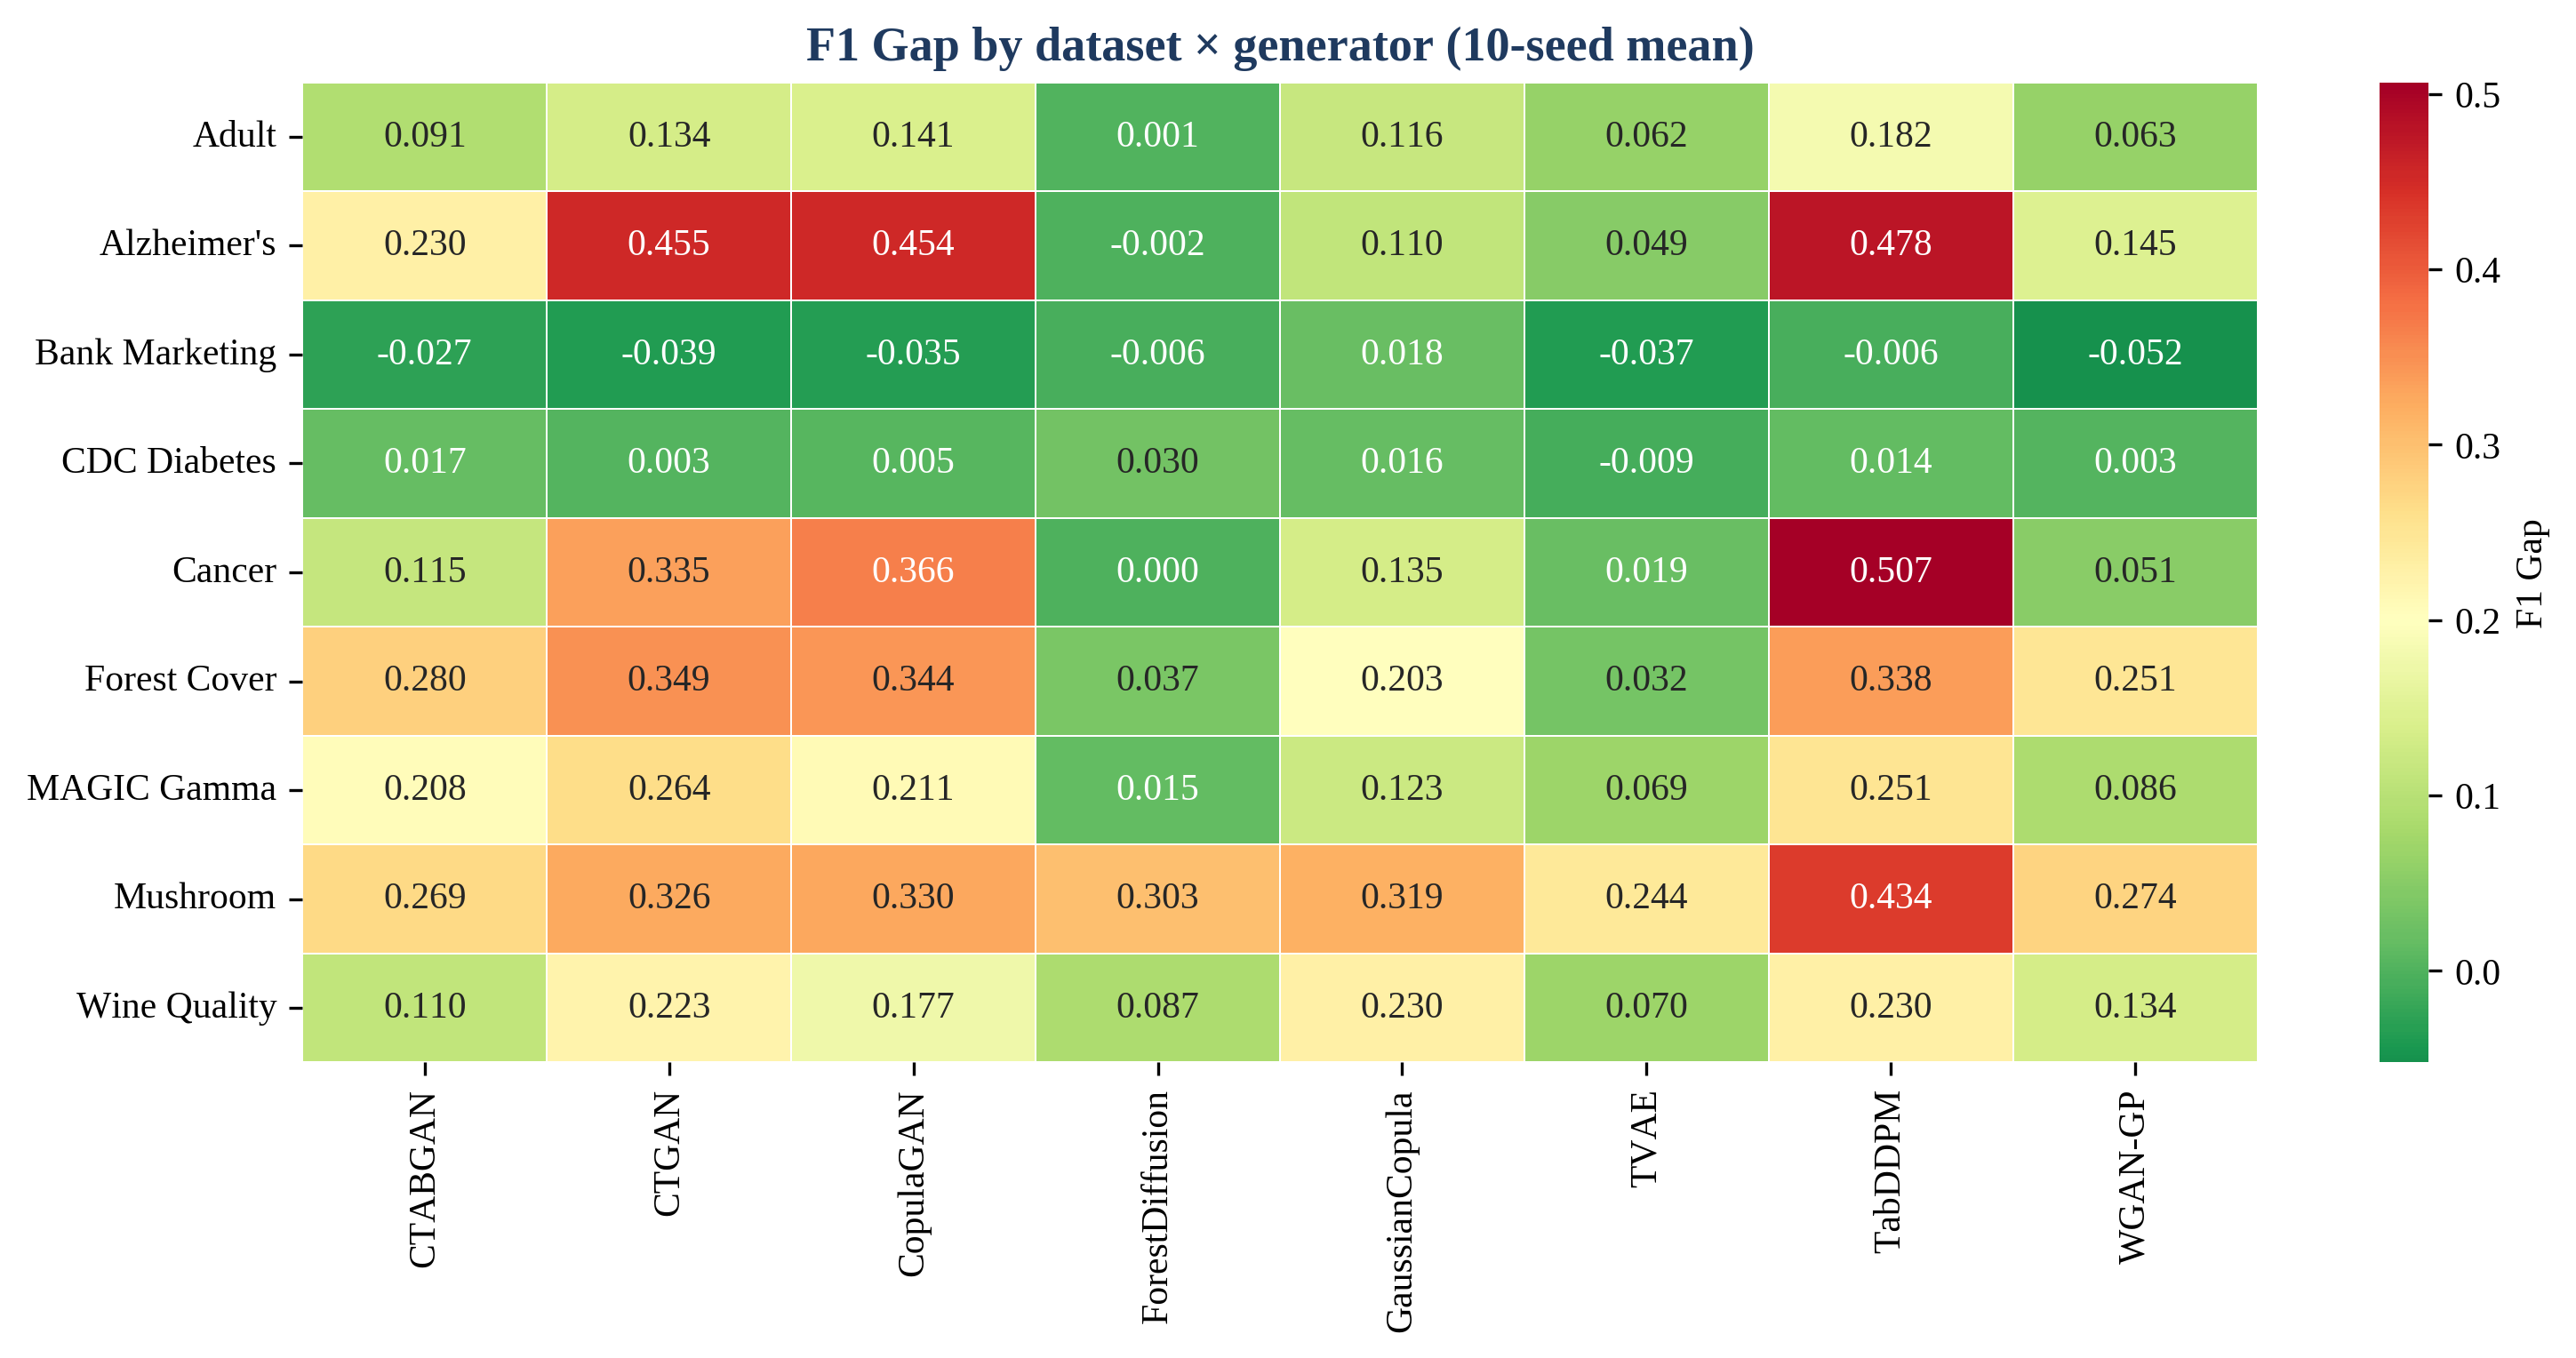 F1 Gap by dataset × generator (10-seed mean)
Adult 0.091 0.134 0.141 0.001 0.116 0.062 0.182 0.063
Alzheimer's 0.230 0.455 0.454 -0.002 0.110 0.049 0.478 0.145
Bank Marketing -0.027 -0.039 -0.035 -0.006 0.018 -0.037 -0.006 -0.052
CDC Diabetes 0.017 0.003 0.005 0.030 0.016 -0.009 0.014 0.003
Cancer 0.115 0.335 0.366 0.000 0.135 0.019 0.507 0.051
Forest Cover 0.280 0.349 0.344 0.037 0.203 0.032 0.338 0.251
MAGIC Gamma 0.208 0.264 0.211 0.015 0.123 0.069 0.251 0.086
Mushroom 0.269 0.326 0.330 0.303 0.319 0.244 0.434 0.274
Wine Quality 0.110 0.223 0.177 0.087 0.230 0.070 0.230 0.134
CTABGAN
CTGAN
CopulaGAN
ForestDiffusion
GaussianCopula
TVAE
TabDDPM
WGAN-GP
0.5
0.4
0.3
0.2
0.1
0.0
F1 Gap